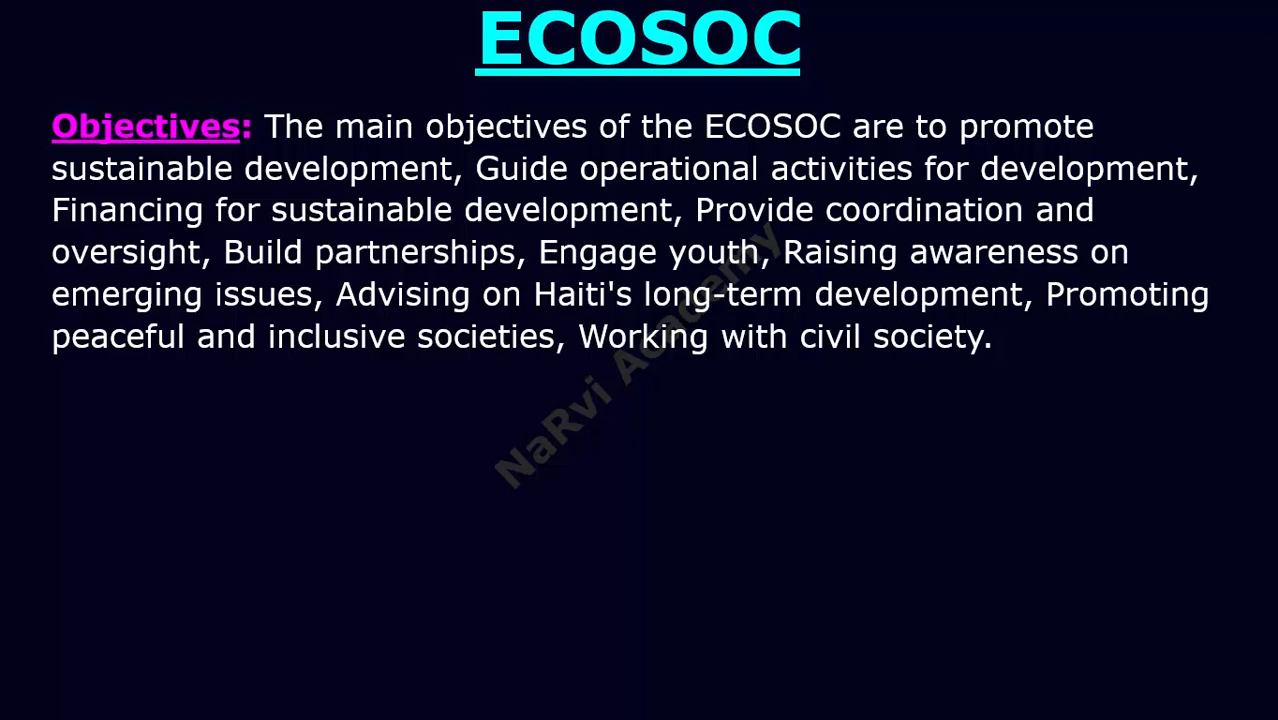 ECOSOC
Objectives: The main objectives of the ECOSOC are to promote
sustainable development, Guide operational activities for development,
Financing for sustainable development, Provide coordination and
oversight, Build partnerships, Engage youth, Raising awareness on
emerging issues, Advising on Haiti's long-term development, Promoting
peaceful and inclusive societies, Working with civil society.
NaRvi Academy